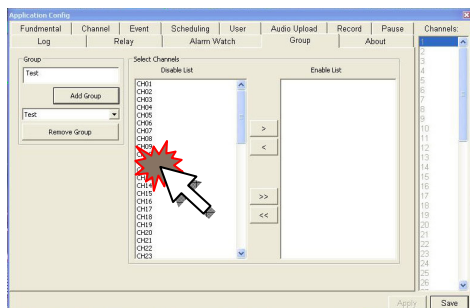 Application Config
Fundmental
Channel
Event
Scheduling
User
Audio Upload
Record
Pause
Log
Relay
Alarm Watch
Group
About
Group
Test
Add Group
Test
Remove Group
Select Channels
Disable List
Enable List
CH01
CH02
CH03
CH04
CH05
CH06
CH07
CH08
CH09
CH14
CH15
CH16
CH17
CH18
CH19
CH20
CH21
CH22
CH23
>
<
>>
<<
Channels:
1
2
3
4
5
6
7
8
9
10
11
12
13
14
15
16
17
18
19
20
21
22
23
24
25
26
Apply
Save